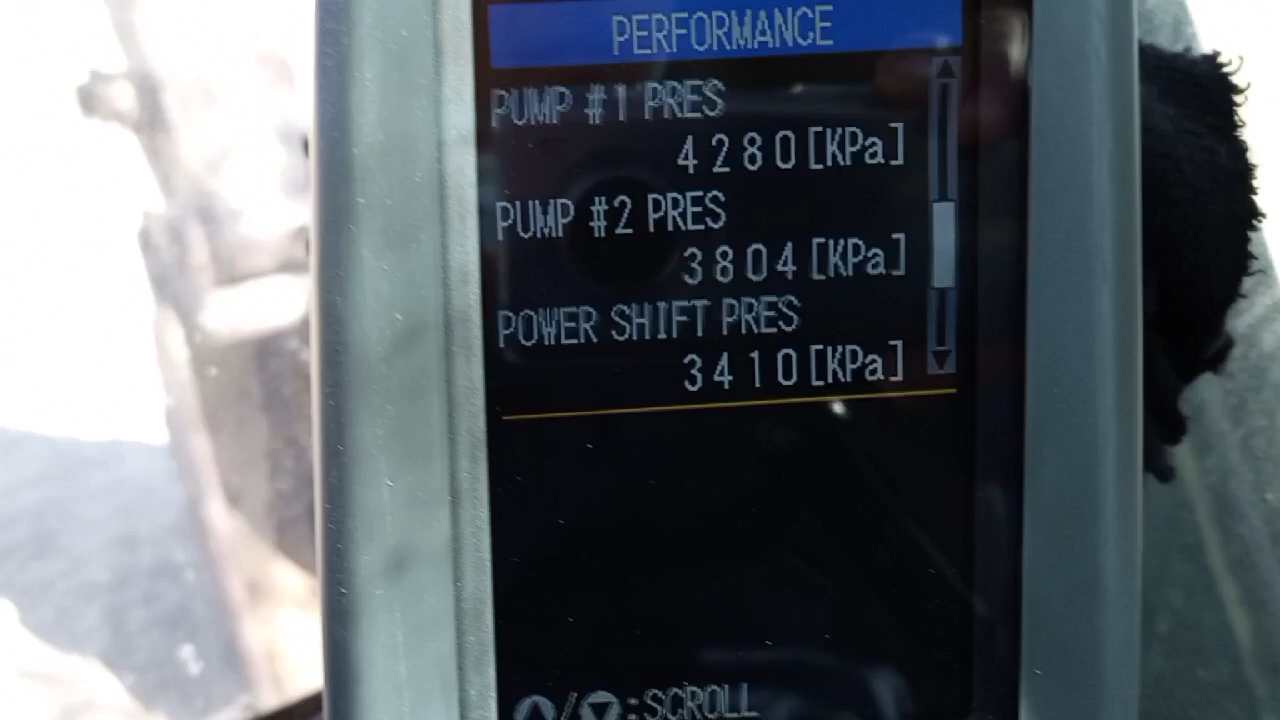 PERFORMANCE
PUMP #1 PRES
4280[KPa]
PUMP #2 PRES
3804[KPa]
POWER SHIFT PRES
3410[KPa]
/▽:SCROLL